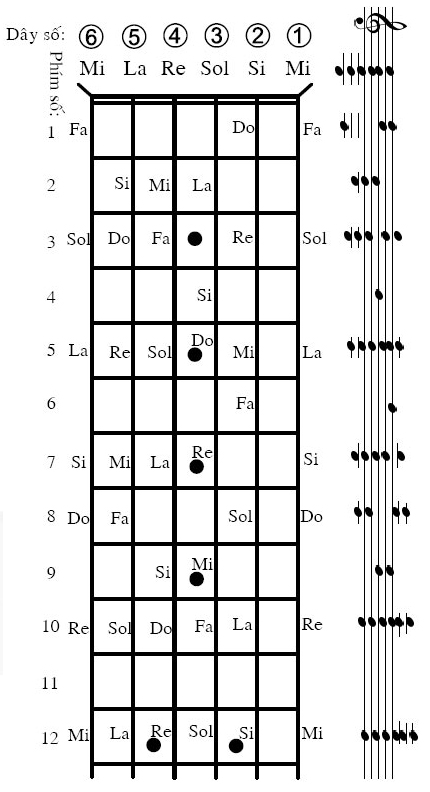 Dây số: 6 5 4 3 2 1
Mi La Re Sol Si Mi
Phím số:
1 Fa Do Fa
2 Si Mi La
3 Sol Do Fa Re Sol
4 Si
5 La Re Sol Do Mi La
6 Fa
7 Si Mi La Re Si
8 Do Fa Sol Do
9 Si Mi
10 Re Sol Do Fa La Re
11
12 Mi La Re Sol Si Mi